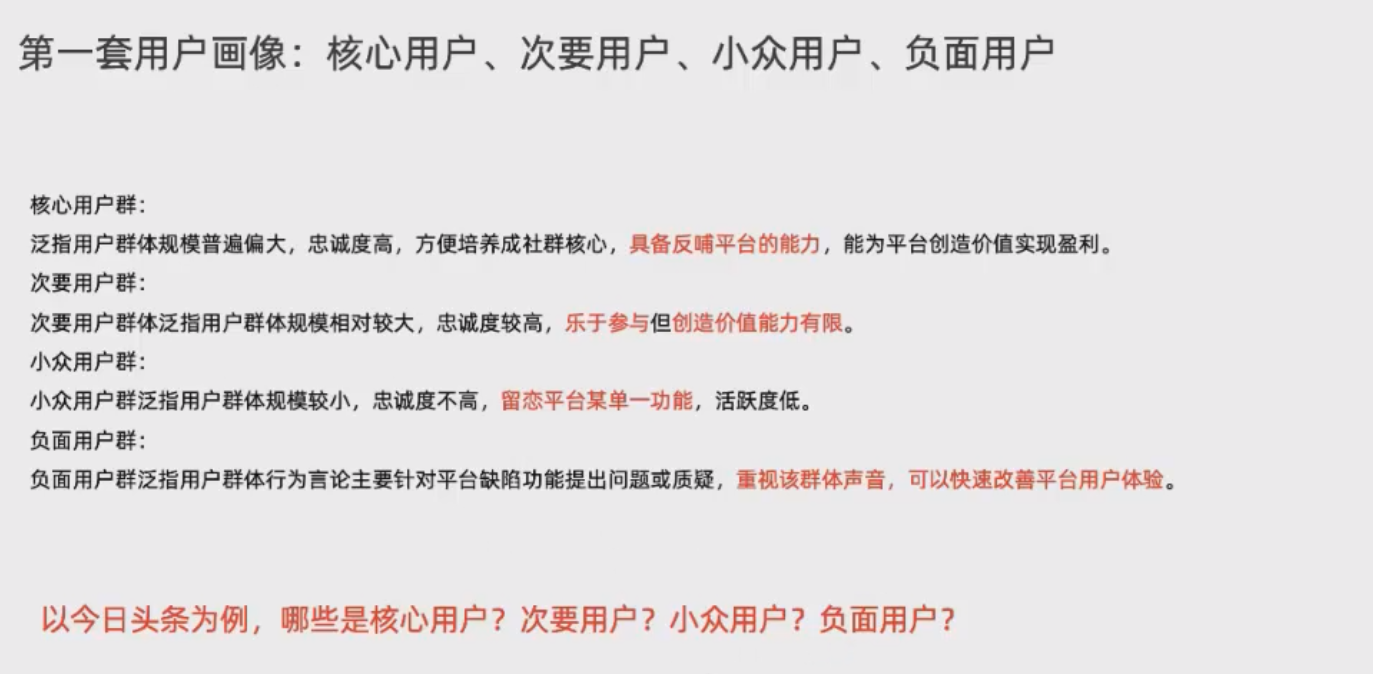 第一套用户画像：核心用户、次要用户、小众用户、负面用户
核心用户群：
泛指用户群体规模普遍偏大，忠诚度高，方便培养成社群核心，具备反哺平台的能力，能为平台创造价值实现盈利。
次要用户群：
次要用户群体泛指用户群体规模相对较大，忠诚度较高，乐于参与但创造价值能力有限。
小众用户群：
小众用户群泛指用户群体规模较小，忠诚度不高，留恋平台某单一功能，活跃度低。
负面用户群：
负面用户群泛指用户群体行为言论主要针对平台缺陷功能提出问题或质疑，重视该群体声音，可以快速改善平台用户体验。
以今日头条为例，哪些是核心用户？次要用户？小众用户？负面用户？